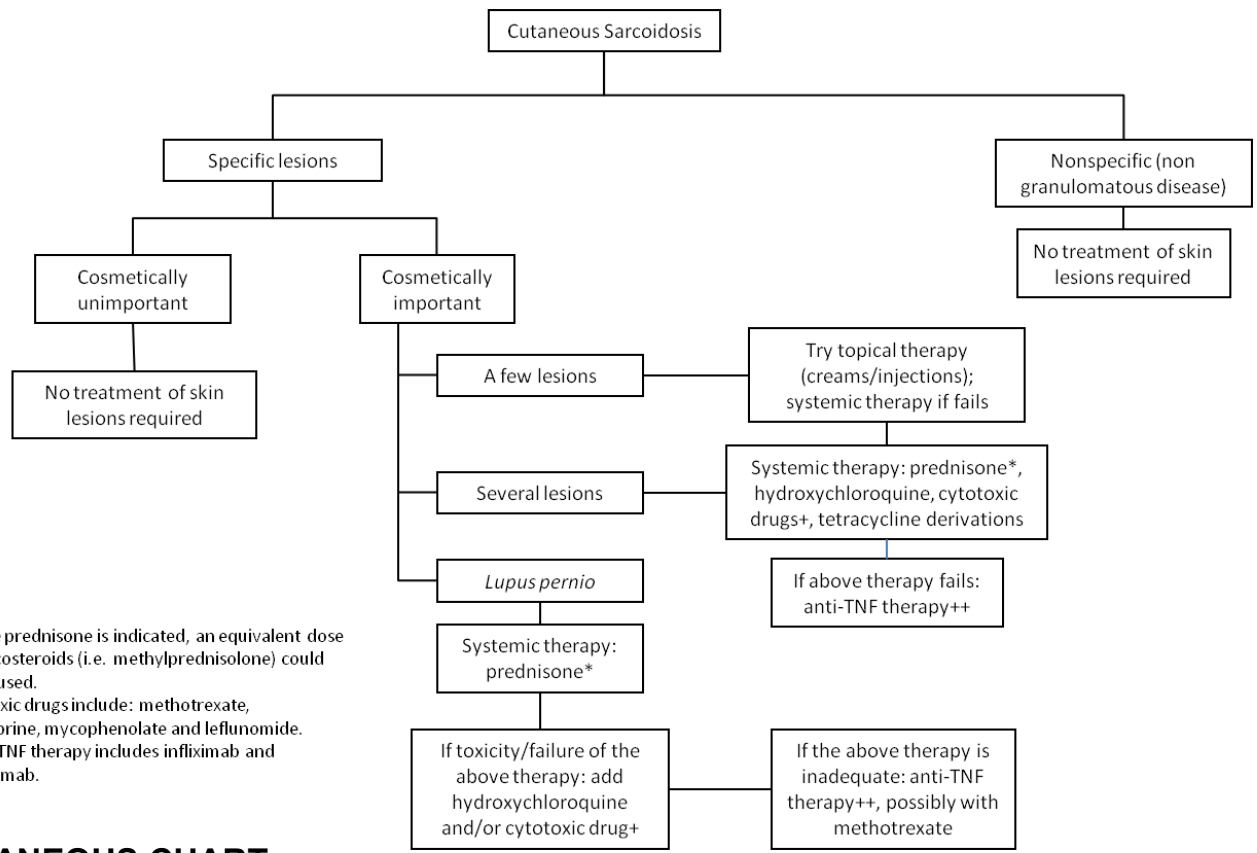 Cutaneous Sarcoidosis
Specific lesions
Nonspecific (non
granulomatous disease)
No treatment of skin
lesions required
Cosmetically
unimportant
Cosmetically
important
No treatment of skin
lesions required
A few lesions
Try topical therapy
(creams/injections);
systemic therapy if fails
Several lesions
Systemic therapy: prednisone*,
hydroxychloroquine, cytotoxic
drugs+, tetracycline derivations
If above therapy fails:
anti-TNF therapy++
Lupus pernio
Systemic therapy:
prednisone*
If toxicity/failure of the
above therapy: add
hydroxychloroquine
and/or cytotoxic drug+
If the above therapy is
inadequate: anti-TNF
therapy++, possibly with
methotrexate
prednisone is indicated, an equivalent dose
costeroids (i.e. methylprednisolone) could
used.
xic drugs include: methotrexate,
prine, mycophenolate and leflunomide.
TNF therapy includes infliximab and
mab.
ANEOUS CHART